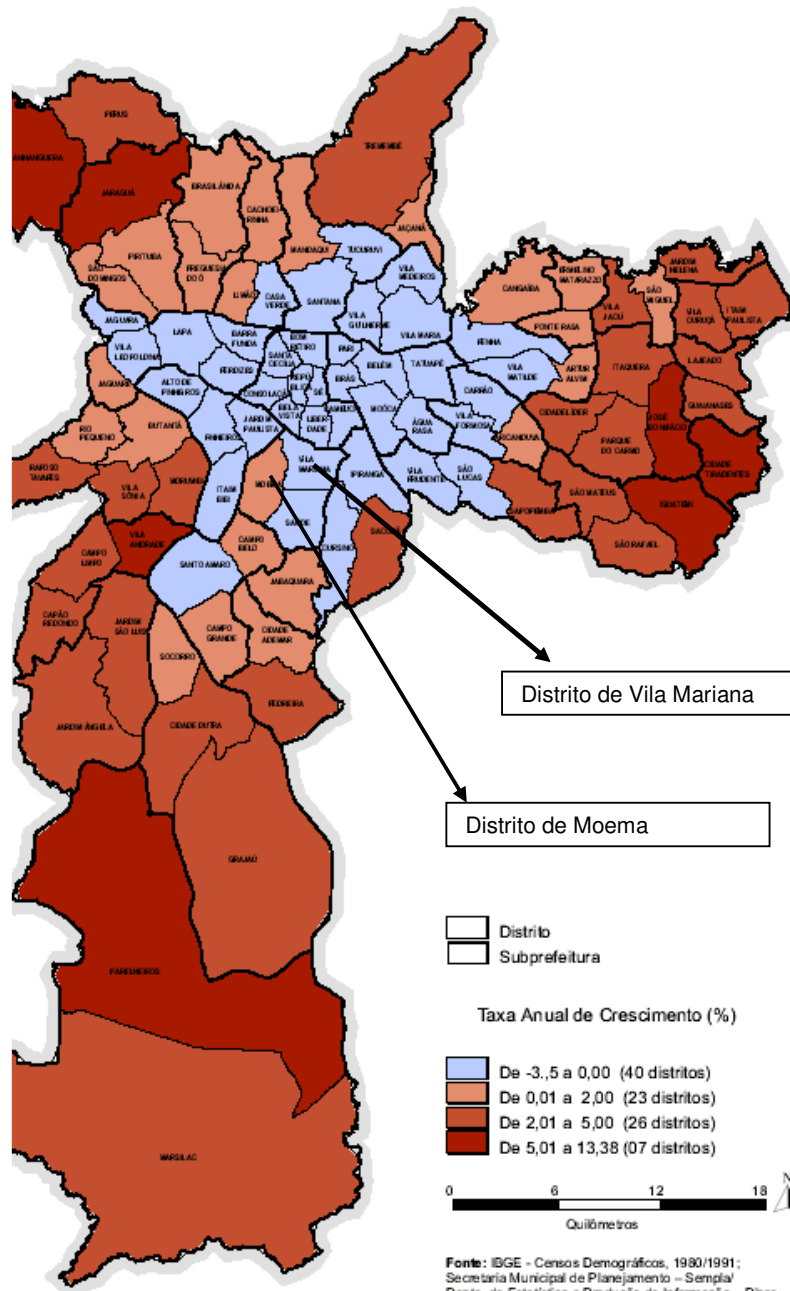 PERUS
ANHANGUERA
TREMEMBÉ
JARAGUÁ
BRASILÂNDIA
CACHOEI-
RINHA
JAÇANÃ
MANDAQUI
TUCURUVI
PIRITUBA
FREGUESIA
DO Ó
SÃO
DOMINGOS
LIMÃO
CASA
VERDE
SANTANA
VILA
MEDEIROS
VILA
GUILHERME
VILA MARIA
JAGUARA
LAPA
BARRA
FUNDA
BOM
RETIRO
PARI
VILA
LEOPOLDINA
PERDIZES
SANTA
CECÍLIA
REPÚ
BLICA
SÉ
BRÁS
BELÉM
TATUAPÉ
PENHA
VILA
MATILDE
CANGAÍBA
ERMELINO
MATARAZZO
PONTE RASA
ARTUR
ALVIM
VILA
JACUÍ
SÃO
MIGUEL
JARDIM
HELENA
VILA
CURUÇÁ
ITAIM
PAULISTA
LAJEADO
ITAQUERA
GUAIANASES
JAGUARÉ
ALTO DE
PINHEIROS
CONSOLAÇÃO
BELA
VISTA
LIBER-
DADE
CAMBUCI
MOÓCA
ÁGUA
RASA
CARRÃO
VILA
FORMOSA
ARICANDUVA
CIDADE LÍDER
PARQUE
DO CARMO
JOSÉ
BONIFÁCIO
CIDADE
TIRADENTES
RIO
PEQUENO
BUTANTÃ
PINHEIROS
JARDIM
PAULISTA
RAPOSO
TAVARES
VILA
SÔNIA
MORUMBI
ITAIM
BIBI
MOEMA
VILA
MARIANA
IPIRANGA
VILA
PRUDENTE
SÃO
LUCAS
SAPOPEMBA
SÃO MATEUS
IGUATEMI
SÃO RAFAEL
SAÚDE
CURSINO
SACOMÃ
VILA
ANDRADE
CAMPO
BELO
SANTO AMARO
JABAQUARA
CAMPO
LIMPO
CAPÃO
REDONDO
JARDIM
SÃO LUÍS
SOCORRO
CAMPO
GRANDE
CIDADE
ADEMAR
PEDREIRA
JARDIM ÂNGELA
CIDADE DUTRA
GRAJAÚ
PARELHEIROS
MARSILAC
Distrito de Vila Mariana
Distrito de Moema
Distrito
Subprefeitura
Taxa Anual de Crescimento (%)
De -3.,5 a 0,00 (40 distritos)
De 0,01 a 2,00 (23 distritos)
De 2,01 a 5,00 (26 distritos)
De 5,01 a 13,38 (07 distritos)
0 6 12 18
N
Quilômetros
Fonte: IBGE - Censos Demográficos, 1980/1991;
Secretaria Municipal de Planejamento – Sempla/